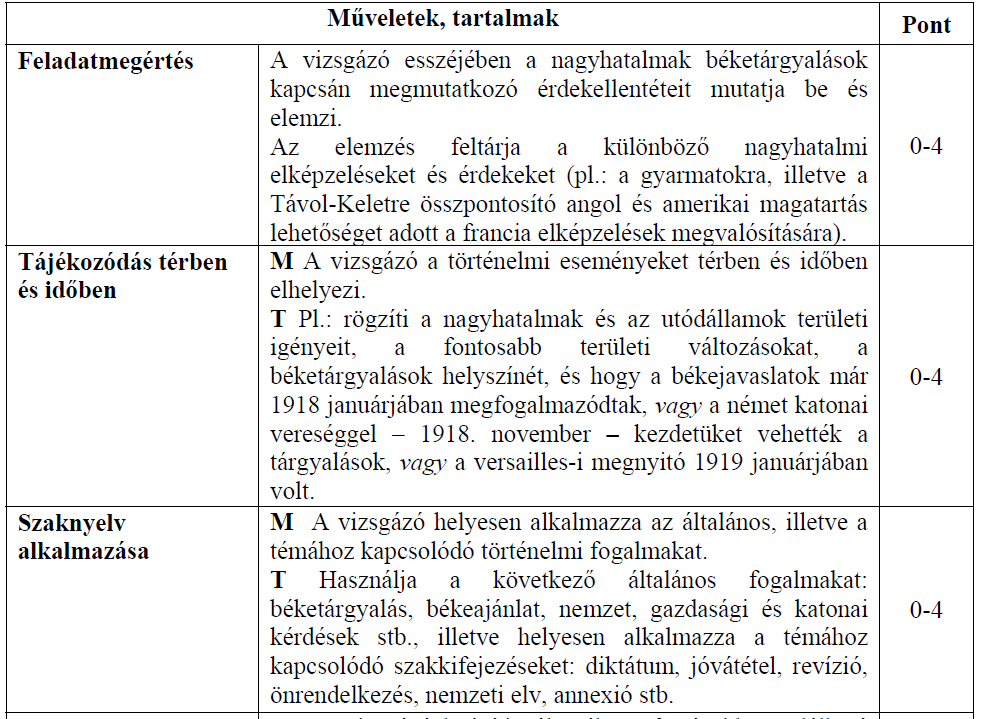 Műveletek, tartalmak Pont
Feladatmegértés
A vizsgázó esszéjében a nagyhatalmak béketárgyalások
kapcsán megmutatkozó érdekellentéteit mutatja be és
elemzi.
Az elemzés feltárja a különböző nagyhatalmi
elképzeléseket és érdekeket (pl.: a gyarmatokra, illetve a
Távol-Keletre összpontosító angol és amerikai magatartás
lehetőséget adott a francia elképzelések megvalósítására).
0-4
Tájékozódás térben
és időben
M A vizsgázó a történelmi eseményeket térben és időben
elhelyezi.
T Pl.: rögzíti a nagyhatalmak és az utódállamok területi
igényeit, a fontosabb területi változásokat, a
béketárgyalások helyszínét, és hogy a békejavaslatok már
1918 januárjában megfogalmazódtak, vagy a német katonai
vereséggel – 1918. november – kezdetüket vehették a
tárgyalások, vagy a versailles-i megnyitó 1919 januárjában
volt.
0-4
Szaknyelv
alkalmazása
M A vizsgázó helyesen alkalmazza az általános, illetve a
témához kapcsolódó történelmi fogalmakat.
T Használja a következő általános fogalmakat:
béketárgyalás, békeajánlat, nemzet, gazdasági és katonai
kérdések stb., illetve helyesen alkalmazza a témához
kapcsolódó szakkifejezéseket: diktátum, jóvátétel, revízió,
önrendelkezés, nemzeti elv, annexió stb.
0-4